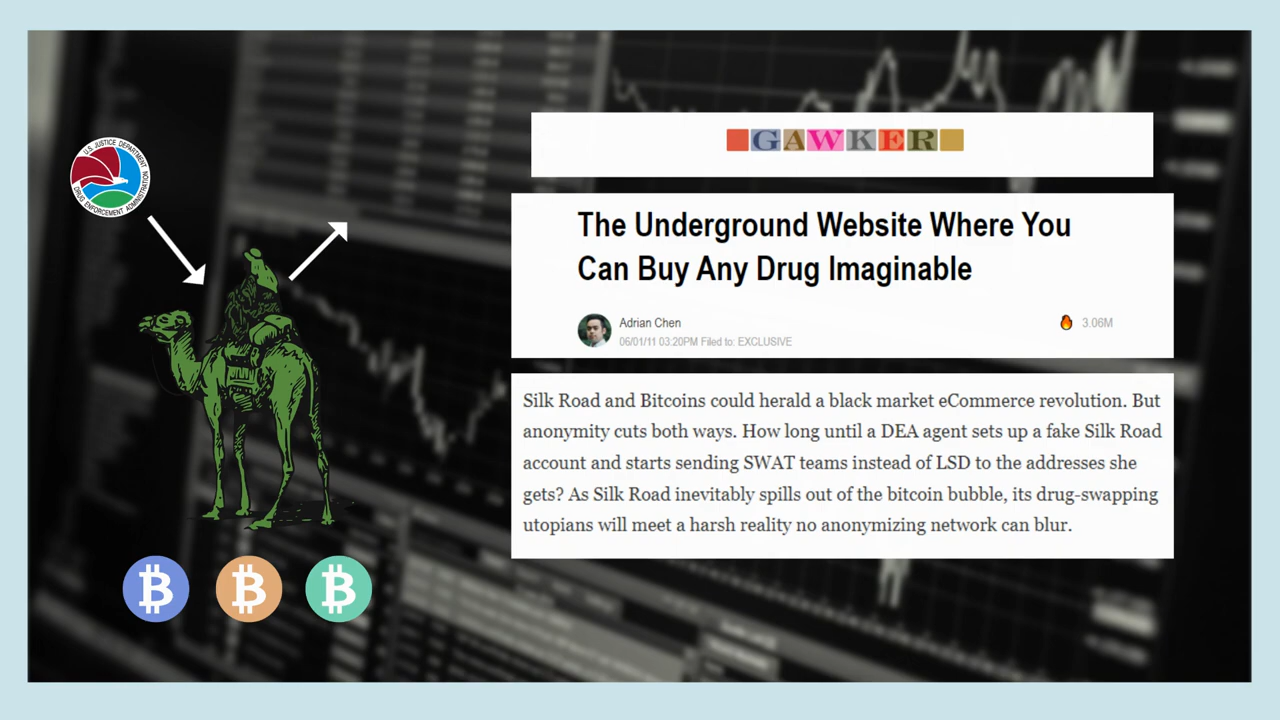 U.S. JUSTICE DEPARTMENT
DRUG ENFORCEMENT ADMINISTRATION
GAWKER
The Underground Website Where You
Can Buy Any Drug Imaginable
Adrian Chen
3.06M
06/01/11 03:20PM Filed to: EXCLUSIVE
Silk Road and Bitcoins could herald a black market eCommerce revolution. But
anonymity cuts both ways. How long until a DEA agent sets up a fake Silk Road
account and starts sending SWAT teams instead of LSD to the addresses she
gets? As Silk Road inevitably spills out of the bitcoin bubble, its drug-swapping
utopians will meet a harsh reality no anonymizing network can blur.